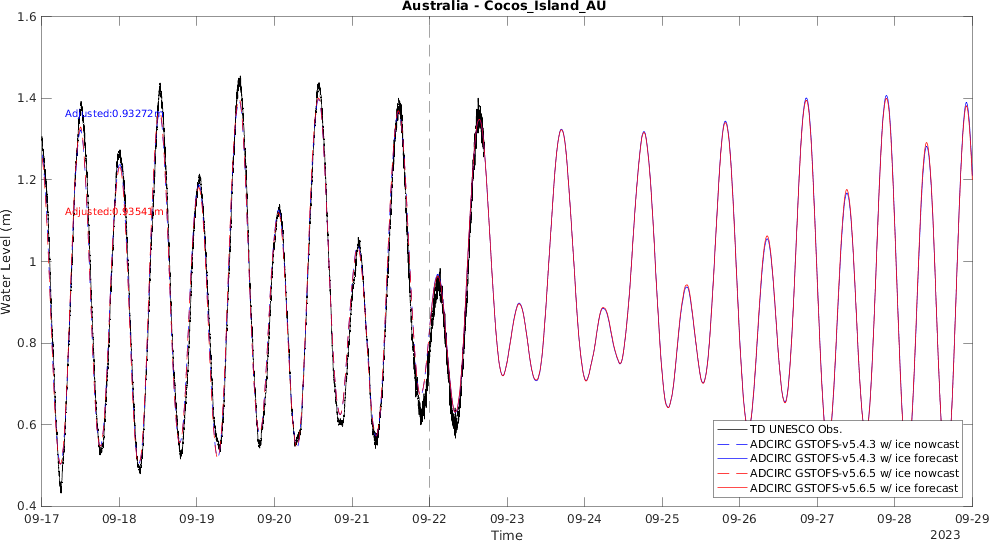 Australia - Cocos_Island_AU
1.6
1.4
1.2
1
0.8
0.6
0.4
Water Level (m)
Adjusted:0.93272m
Adjusted:0.93541m
TD UNESCO Obs.
ADCIRC GSTOFS-v5.4.3 w/ ice nowcast
ADCIRC GSTOFS-v5.4.3 w/ ice forecast
ADCIRC GSTOFS-v5.6.5 w/ ice nowcast
ADCIRC GSTOFS-v5.6.5 w/ ice forecast
09-17 09-18 09-19 09-20 09-21 09-22 09-23 09-24 09-25 09-26 09-27 09-28 09-29
Time
2023